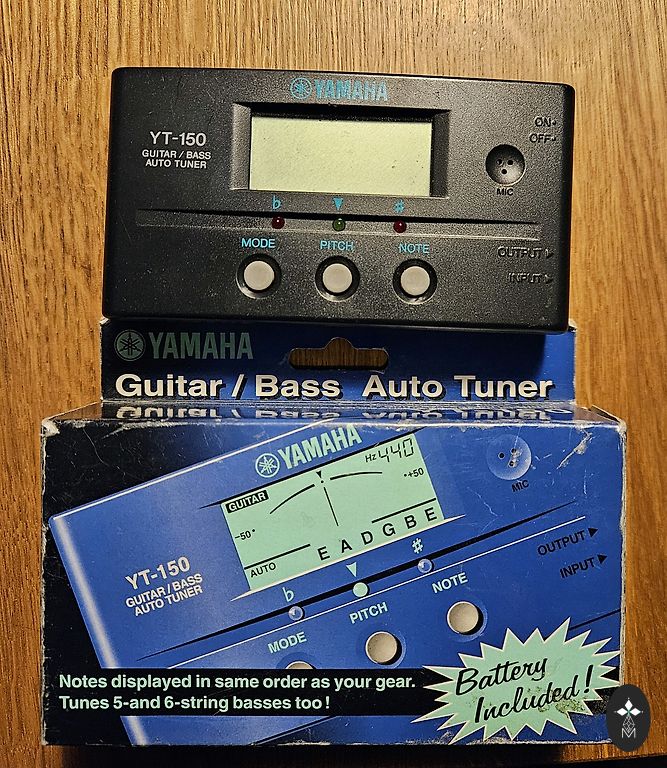 YAMAHA
YT-150
GUITAR / BASS
AUTO TUNER
ON
OFF
MIC
♭ ▼ ♯
MODE PITCH NOTE
OUTPUT ▶
INPUT ▶
YAMAHA
Guitar / Bass Auto Tuner
YAMAHA
GUITAR
Hz 440
-50 +50
AUTO
E A D G B E
MIC
YT-150
GUITAR / BASS
AUTO TUNER
♭ ▼ ♯
MODE PITCH NOTE
OUTPUT ▶
INPUT ▶
Notes displayed in same order as your gear.
Tunes 5-and 6-string basses too !
Battery
Included !
M